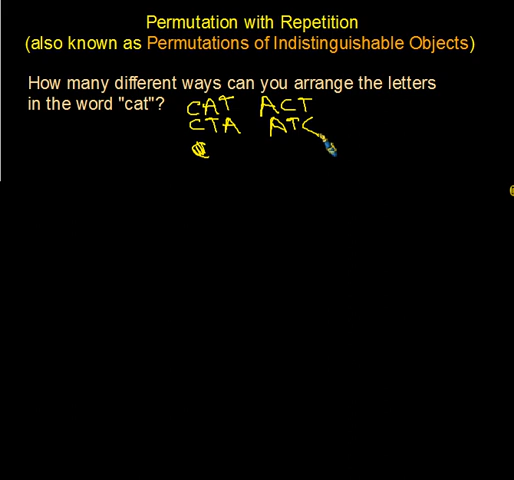 Permutation with Repetition
(also known as Permutations of Indistinguishable Objects)
How many different ways can you arrange the letters
in the word "cat"? CAT ACT
CTA ATC